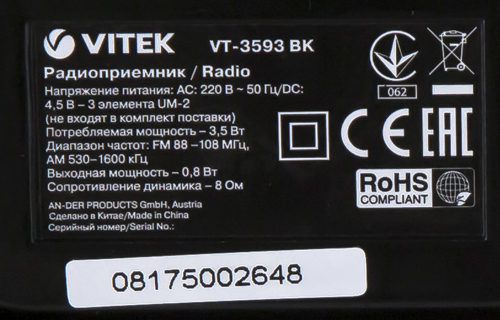 VITEK VT-3593 BK
Радиоприемник / Radio
Напряжение питания: AC: 220 В ~ 50 Гц/DC:
4,5 В – 3 элемента UM-2
(не входят в комплект поставки)
Потребляемая мощность – 3,5 Вт
Диапазон частот: FM 88 –108 МГц,
АМ 530–1600 кГц
Выходная мощность – 0,8 Вт
Сопротивление динамика – 8 Ом
AN-DER PRODUCTS GmbH, Austria
Сделано в Китае/Made in China
Серийный номер/Serial No.:
062
CE EAC
RoHS
COMPLIANT
08175002648